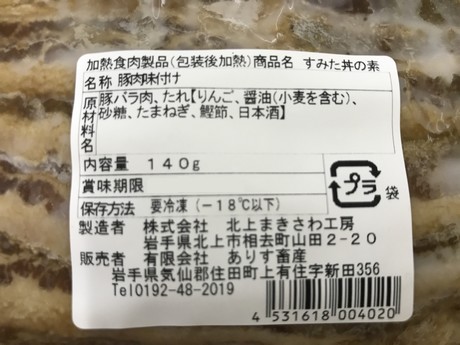 加熱食肉製品(包装後加熱)商品名 すみた丼の素
名称 豚肉味付け
原材料名 豚バラ肉、たれ【りんご、醤油(小麦を含む)、
砂糖、たまねぎ、鰹節、日本酒】
内容量 140g
賞味期限
保存方法 要冷凍(-18℃以下)
プラ 袋
製造者 株式会社 北上まきさわ工房
岩手県北上市相去町山田2-20
販売者 有限会社 ありす畜産
岩手県気仙郡住田町上有住字新田356
Tel0192-48-2019
4 531618 004020